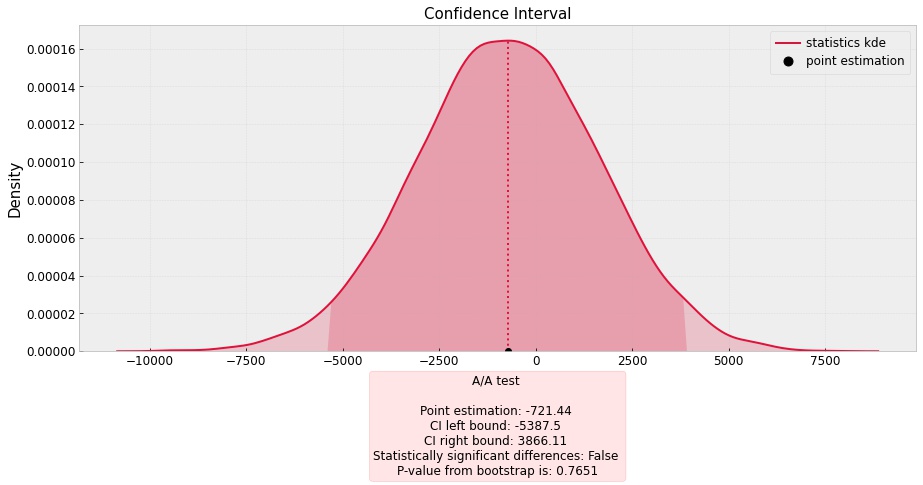 Confidence Interval
statistics kde
point estimation
Density
0.00016
0.00014
0.00012
0.00010
0.00008
0.00006
0.00004
0.00002
0.00000
−10000 −7500 −5000 −2500 0 2500 5000 7500
A/A test
Point estimation: -721.44
CI left bound: -5387.5
CI right bound: 3866.11
Statistically significant differences: False
P-value from bootstrap is: 0.7651